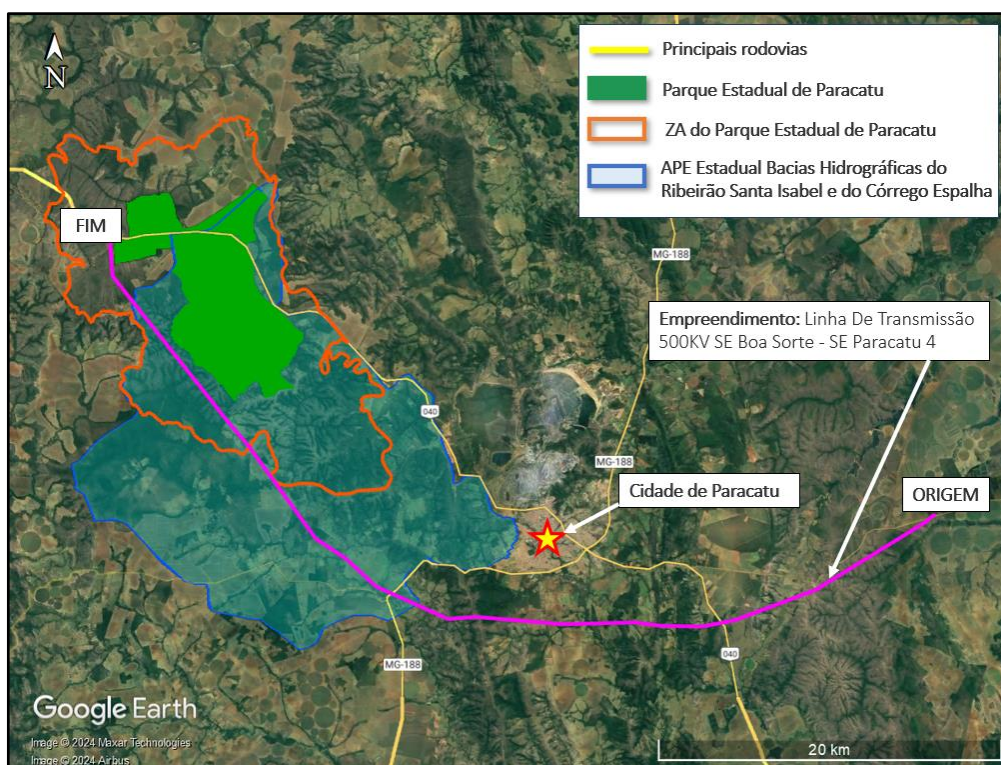 N
Principais rodovias
Parque Estadual de Paracatu
ZA do Parque Estadual de Paracatu
APE Estadual Bacias Hidrográficas do
Ribeirão Santa Isabel e do Córrego Espalha
FIM
MG-188
Empreendimento: Linha De Transmissão
500KV SE Boa Sorte - SE Paracatu 4
040
MG-188
Cidade de Paracatu
ORIGEM
040
MG-188
Google Earth
Image © 2024 Maxar Technologies
Image © 2024 Airbus
20 km